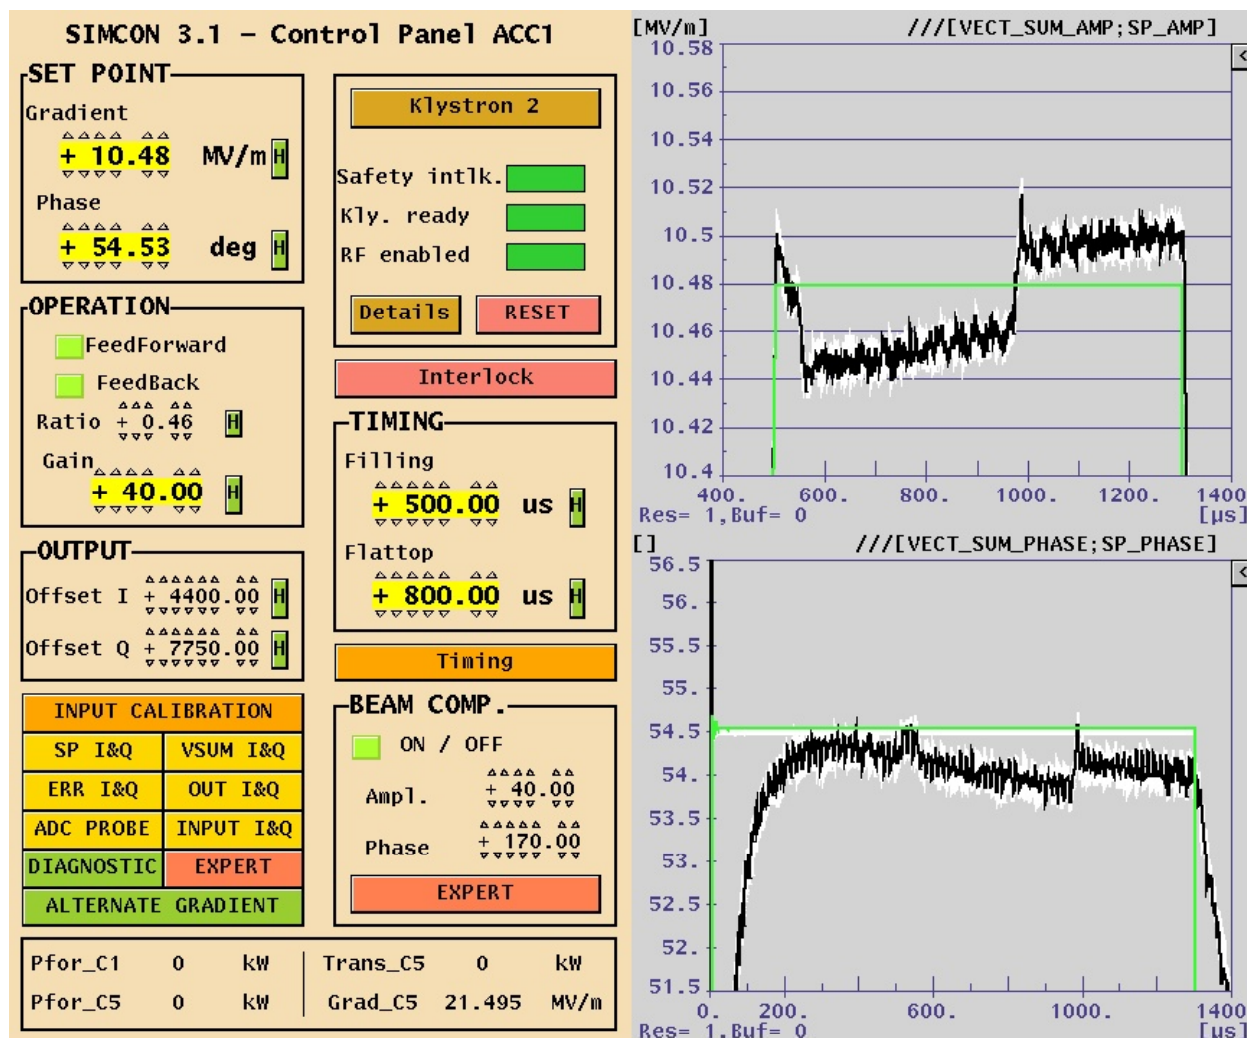 SIMCON 3.1 - Control Panel ACC1
SET POINT
Gradient
+ 10.48 MV/m H
Phase
+ 54.53 deg H
OPERATION
FeedForward
FeedBack
Ratio + 0.46 H
Gain
+ 40.00 H
OUTPUT
Offset I + 4400.00 H
Offset Q + 7750.00 H
INPUT CALIBRATION
SP I&Q VSUM I&Q
ERR I&Q OUT I&Q
ADC PROBE INPUT I&Q
DIAGNOSTIC EXPERT
ALTERNATE GRADIENT
Klystron 2
Safety intlk.
Kly. ready
RF enabled
Details RESET
Interlock
TIMING
Filling
+ 500.00 us H
Flattop
+ 800.00 us H
Timing
BEAM COMP.
ON / OFF
Ampl. + 40.00
Phase + 170.00
EXPERT
Pfor_C1 0 kW Trans_C5 0 kW
Pfor_C5 0 kW Grad_C5 21.495 MV/m
[MV/m] ///[VECT_SUM_AMP;SP_AMP]
<
10.58
10.56
10.54
10.52
10.5
10.48
10.46
10.44
10.42
10.4
400. 600. 800. 1000. 1200. 1400
Res= 1,Buf= 0 [µs]
[] ///[VECT_SUM_PHASE;SP_PHASE]
<
56.5
56.
55.5
55.
54.5
54.
53.5
53.
52.5
52.
51.5
0. 200. 600. 1000. 1400
Res= 1,Buf= 0 [µs]